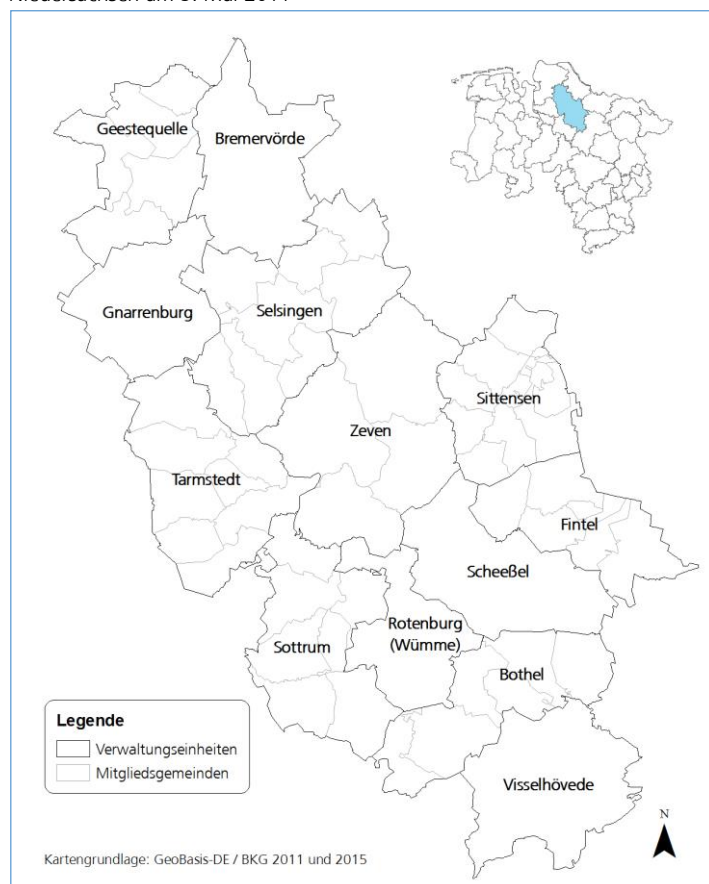 Geestequelle
Bremervörde
Gnarrenburg
Selsingen
Sittensen
Zeven
Tarmstedt
Fintel
Scheeßel
Rotenburg
(Wümme)
Sottrum
Bothel
Visselhövede
Legende
Verwaltungseinheiten
Mitgliedsgemeinden
N
Kartengrundlage: GeoBasis-DE / BKG 2011 und 2015